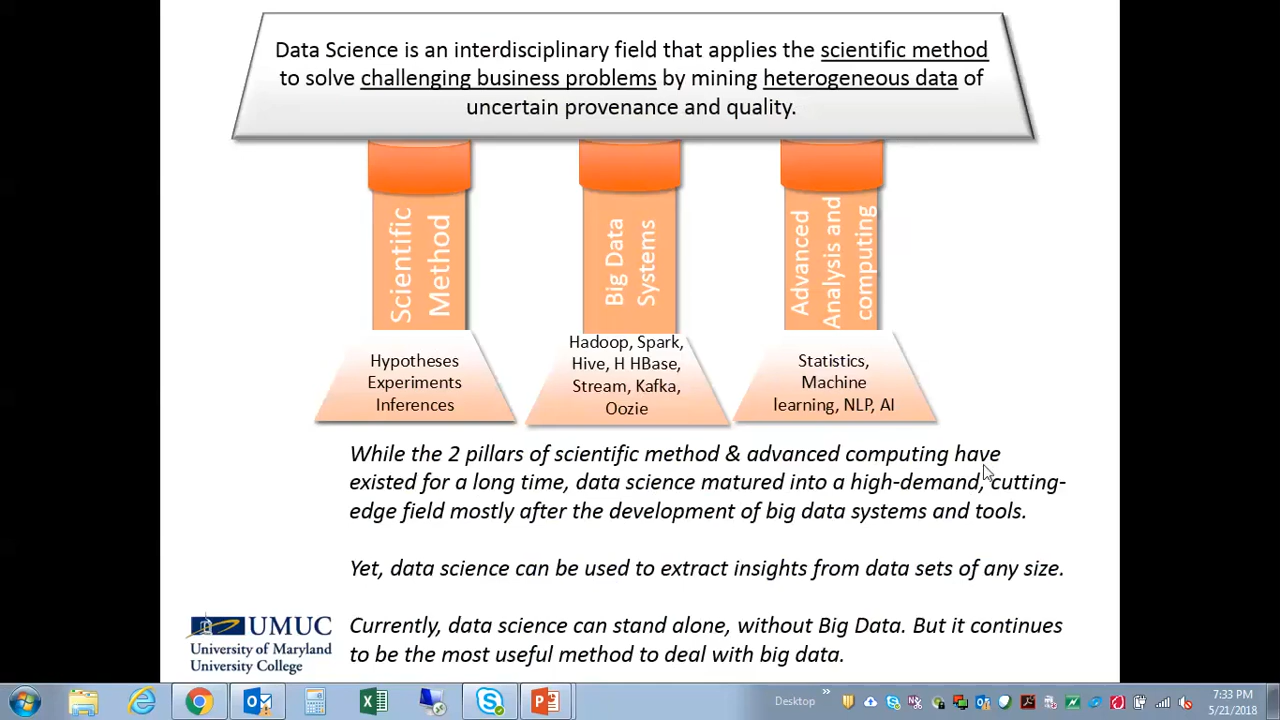 Data Science is an interdisciplinary field that applies the scientific method
to solve challenging business problems by mining heterogeneous data of
uncertain provenance and quality.
Scientific
Method
Big Data
Systems
Advanced
Analysis and
computing
Hypotheses
Experiments
Inferences
Hadoop, Spark,
Hive, H HBase,
Stream, Kafka,
Oozie
Statistics,
Machine
learning, NLP, AI
While the 2 pillars of scientific method & advanced computing have
existed for a long time, data science matured into a high-demand, cutting-
edge field mostly after the development of big data systems and tools.
Yet, data science can be used to extract insights from data sets of any size.
Currently, data science can stand alone, without Big Data. But it continues
to be the most useful method to deal with big data.
UMUC
University of Maryland
University College
Desktop
7:33 PM
5/21/2018